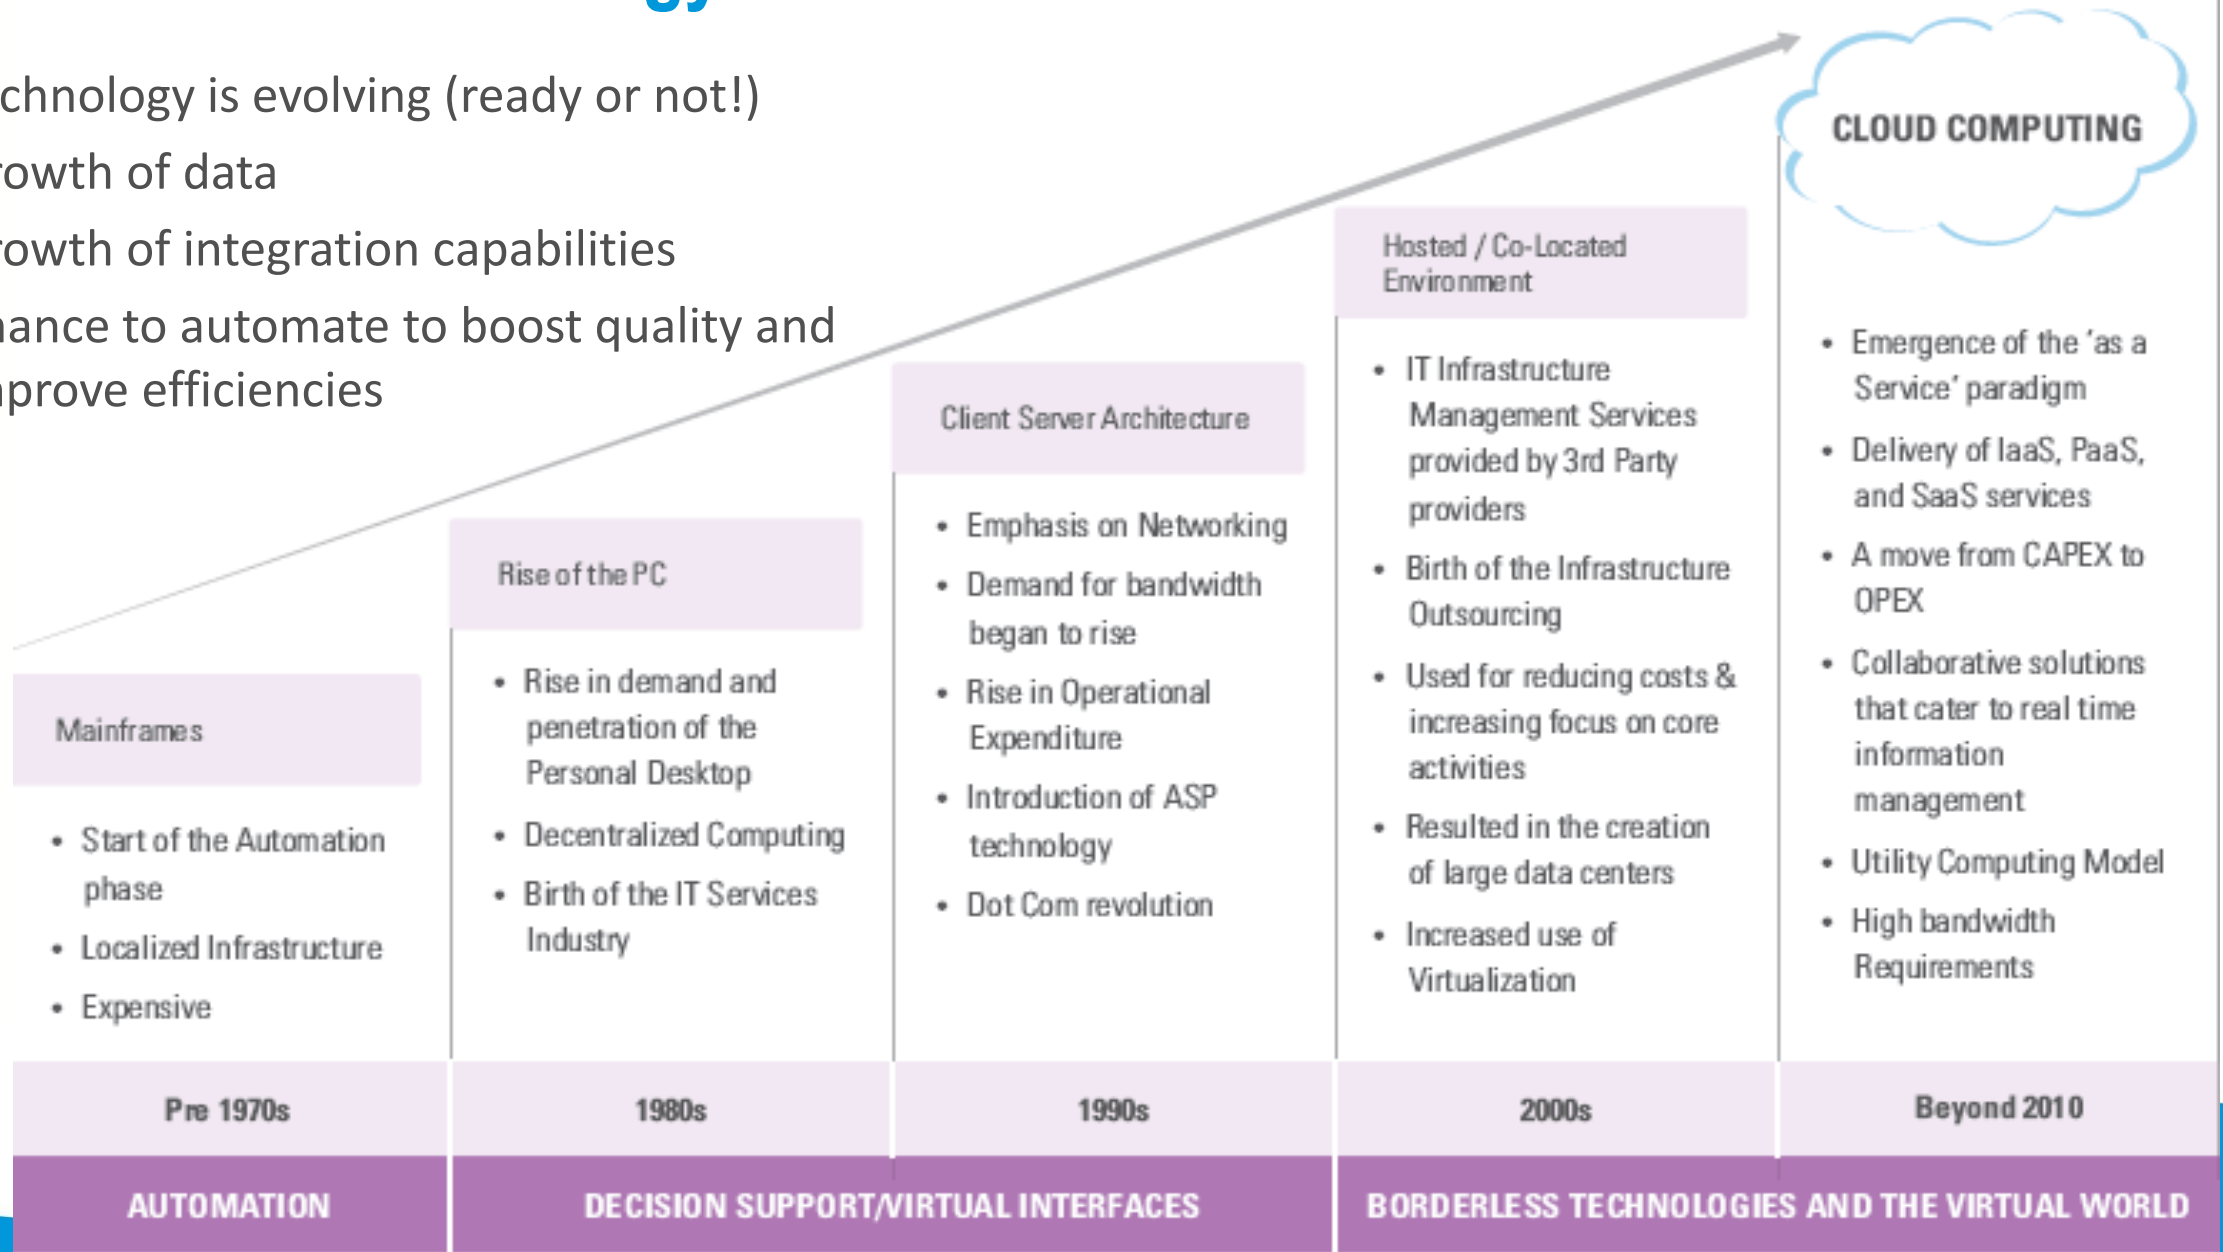 gy
chnology is evolving (ready or not!)
rowth of data
rowth of integration capabilities
hance to automate to boost quality and
nprove efficiencies
Mainframes
• Start of the Automation
phase
• Localized Infrastructure
• Expensive
Pre 1970s
AUTOMATION
Rise of the PC
• Rise in demand and
penetration of the
Personal Desktop
• Decentralized Computing
• Birth of the IT Services
Industry
1980s
Client Server Architecture
• Emphasis on Networking
• Demand for bandwidth
began to rise
• Rise in Operational
Expenditure
• Introduction of ASP
technology
• Dot Com revolution
1990s
DECISION SUPPORT/VIRTUAL INTERFACES
Hosted / Co-Located
Environment
• IT Infrastructure
Management Services
provided by 3rd Party
providers
• Birth of the Infrastructure
Outsourcing
• Used for reducing costs &
increasing focus on core
activities
• Resulted in the creation
of large data centers
• Increased use of
Virtualization
2000s
CLOUD COMPUTING
• Emergence of the ‘as a
Service’ paradigm
• Delivery of IaaS, PaaS,
and SaaS services
• A move from CAPEX to
OPEX
• Collaborative solutions
that cater to real time
information
management
• Utility Computing Model
• High bandwidth
Requirements
Beyond 2010
BORDERLESS TECHNOLOGIES AND THE VIRTUAL WORLD